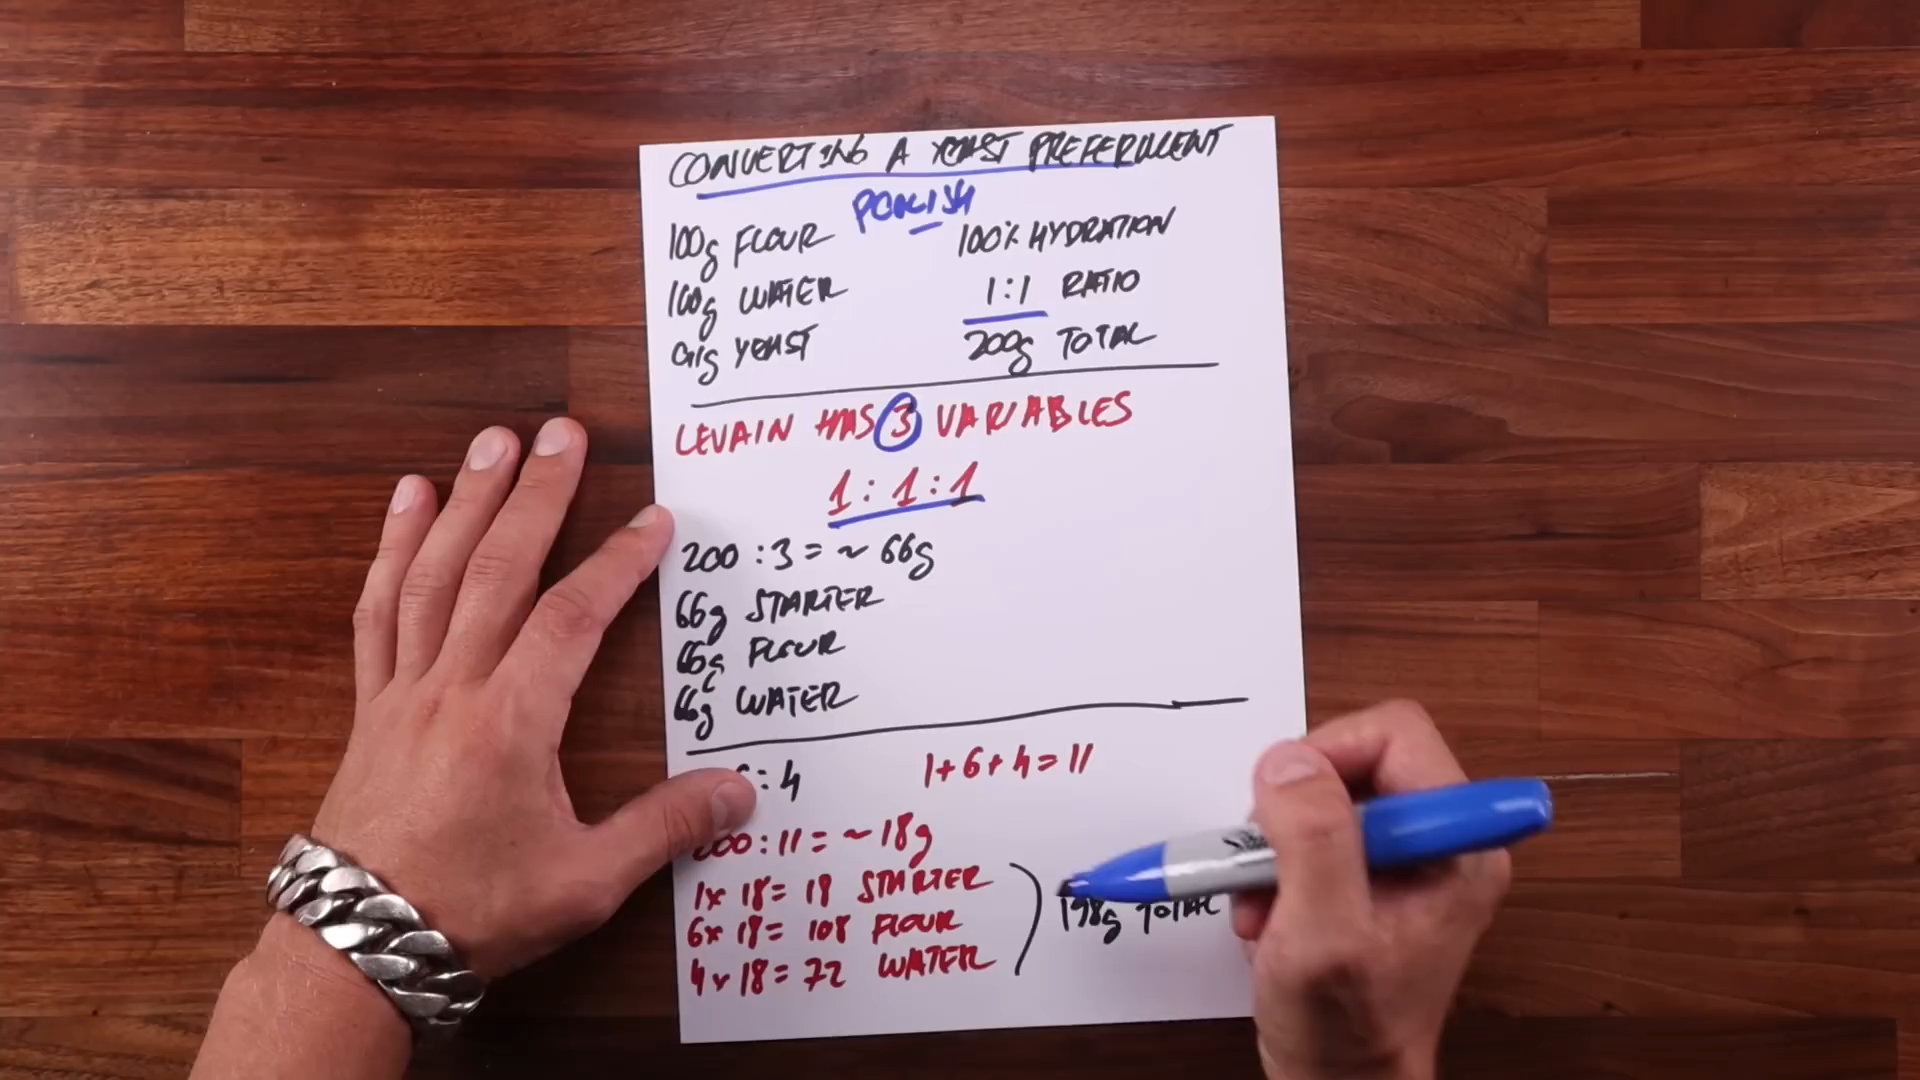 CONVERTING A YEAST PREFERMENT
POOLISH
100g FLOUR 100% HYDRATION
100g WATER 1:1 RATIO
0,1g YEAST 200g TOTAL
LEVAIN HAS 3 VARIABLES
1:1:1
200:3=~66g
66g STARTER
66g FLOUR
66g WATER
:4 1+6+4=11
200:11=~18g
1x 18= 18 STARTER
6x 18= 108 FLOUR
4x 18= 72 WATER
198g TOTAL